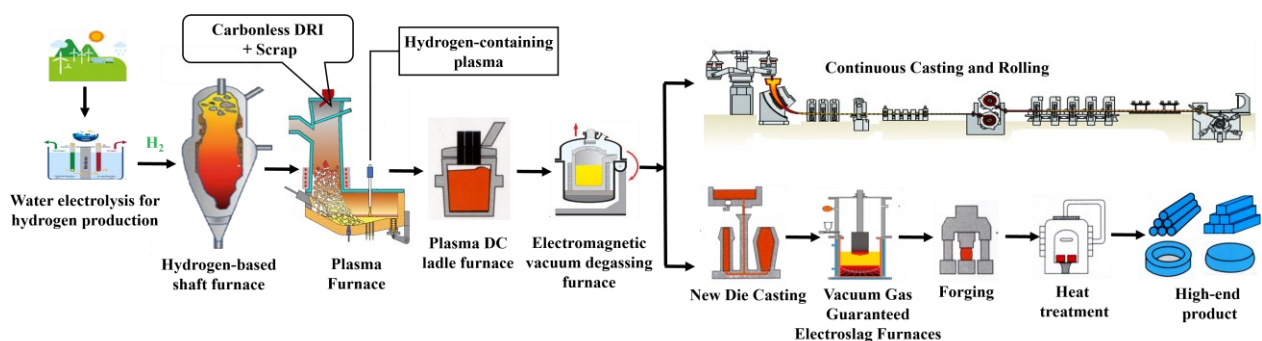 Carbonless DRI
+ Scrap
Hydrogen-containing
plasma
Continuous Casting and Rolling
H₂
Water electrolysis for
hydrogen production
Hydrogen-based
shaft furnace
Plasma
Furnace
Plasma DC
ladle furnace
Electromagnetic
vacuum degassing
furnace
New Die Casting
Vacuum Gas
Guaranteed
Electroslag Furnaces
Forging
Heat
treatment
High-end
product